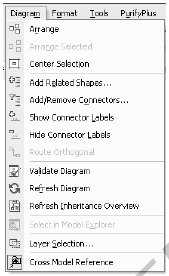 Diagram Format Tools PurifyPlus
Arrange
Arrange Selected
Center Selection
Add Related Shapes...
Add/Remove Connectors...
Show Connector Labels
Hide Connector Labels
Route Orthogonal
Validate Diagram
Refresh Diagram
Refresh Inheritance Overview
Select in Model Explorer
Layer Selection...
Cross Model Reference